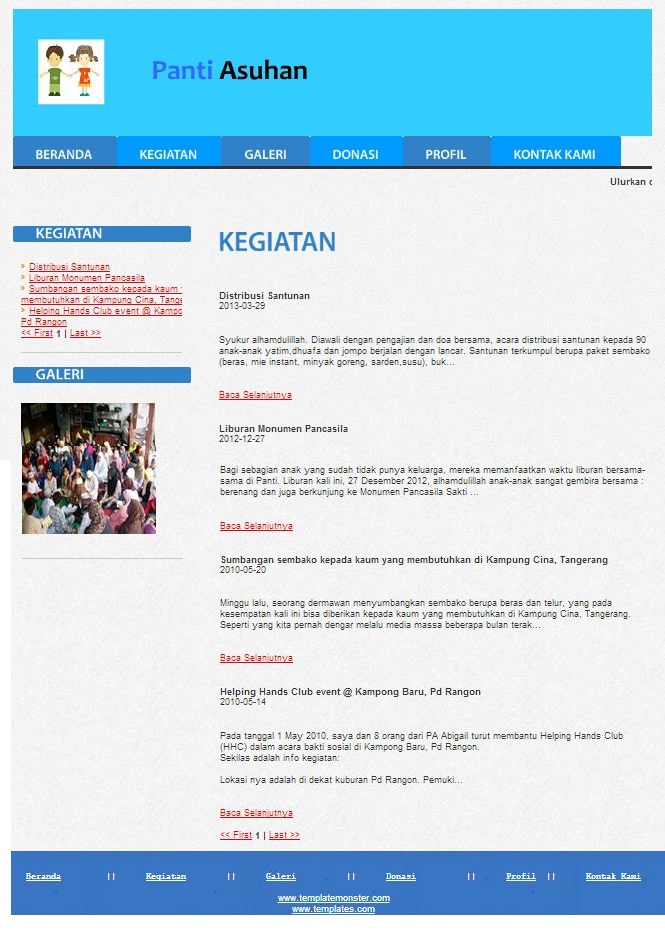 Panti Asuhan
BERANDA KEGIATAN GALERI DONASI PROFIL KONTAK KAMI
Ulurkan
KEGIATAN
Distribusi Santunan
Liburan Monumen Pancasila
Sumbangan sembako kepada kaum
membutuhkan di Kampung Cina,
Helping Hands Club event @
Pd Rangon
<< First 1 | Last >>
GALERI
KEGIATAN
Distribusi Santunan
2013-03-29
Syukur alhamdulillah. Diawali dengan pengajian dan doa bersama, acara distribusi santunan kepada 90
anak-anak yatim,dhuafa dan jompo berjalan dengan lancar. Santunan terkumpul berupa paket sembako
(beras, mie instant, minyak goreng, sarden,susu), buk...
Baca Selanjutnya
Liburan Monumen Pancasila
2012-12-27
Bagi sebagian anak yang sudah tidak punya keluarga, mereka memanfaatkan waktu liburan bersama-
sama di Panti. Liburan kali ini, 27 Desember 2012, alhamdulillah anak-anak sangat gembira bersama :
berenang dan juga berkunjung ke Monumen Pancasila Sakti ...
Baca Selanjutnya
Sumbangan sembako kepada kaum yang membutuhkan di Kampung Cina, Tangerang
2010-05-20
Minggu lalu, seorang dermawan menyumbangkan sembako berupa beras dan telur, yang pada
kesempatan kali ini bisa diberikan kepada kaum yang membutuhkan di Kampung Cina, Tangerang.
Seperti yang kita pernah dengar melalu media massa beberapa bulan terak...
Baca Selanjutnya
Helping Hands Club event @ Kampong Baru, Pd Rangon
2010-05-14
Pada tanggal 1 May 2010, saya dan 8 orang dari PA Abigail turut membantu Helping Hands Club
(HHC) dalam acara bakti sosial di Kampong Baru, Pd Rangon.
Sekilas adalah info kegiatan:
Lokasi nya adalah di dekat kuburan Pd Rangon. Pemuki...
Baca Selanjutnya
<< First 1 | Last >>
Beranda || Kegiatan || Galeri || Donasi || Profil || Kontak Kami
www.templatemonster.com
www.templates.com